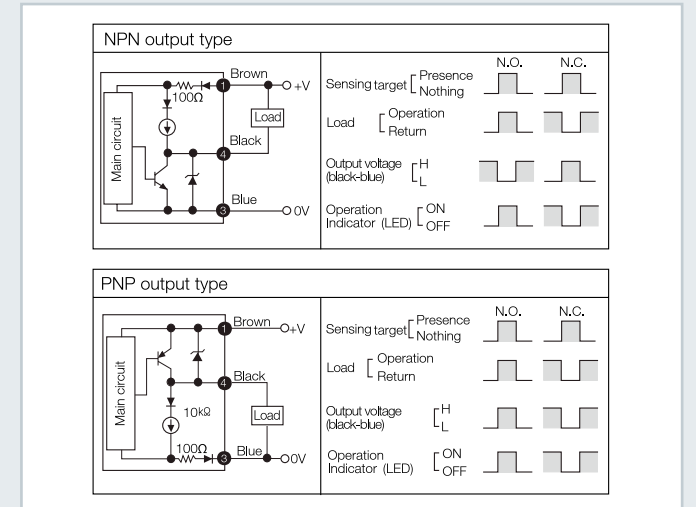 NPN output type
Main circuit
100Ω
1
Brown
+V
Load
Black
4
Blue
3
0V
N.O. N.C.
Sensing target Presence
Nothing
Load Operation
Return
Output voltage (black-blue) H
L
Operation Indicator (LED) ON
OFF
PNP output type
Main circuit
1
Brown
+V
4
Black
10kΩ
Load
100Ω
3
Blue
0V
N.O. N.C.
Sensing target Presence
Nothing
Load Operation
Return
Output voltage (black-blue) H
L
Operation Indicator (LED) ON
OFF